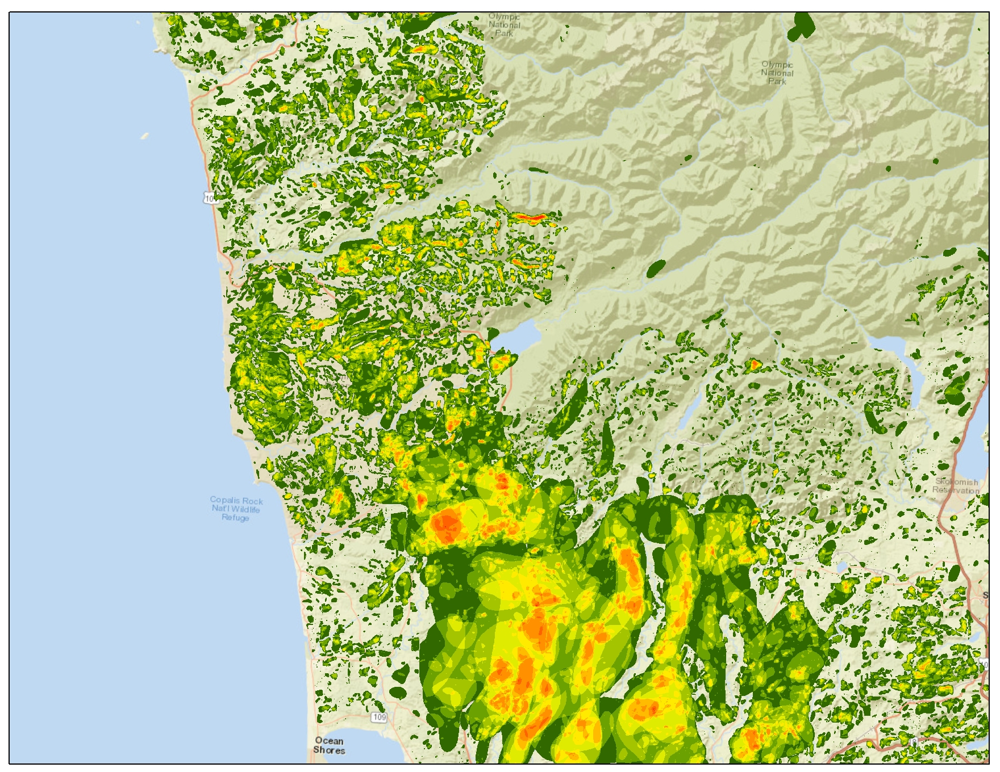 Olympic
National
Park
Olympic
National
Park
Skokomish
Reservation
Copalis Rock
Nat'l Wildlife
Refuge
109
Ocean
Shores